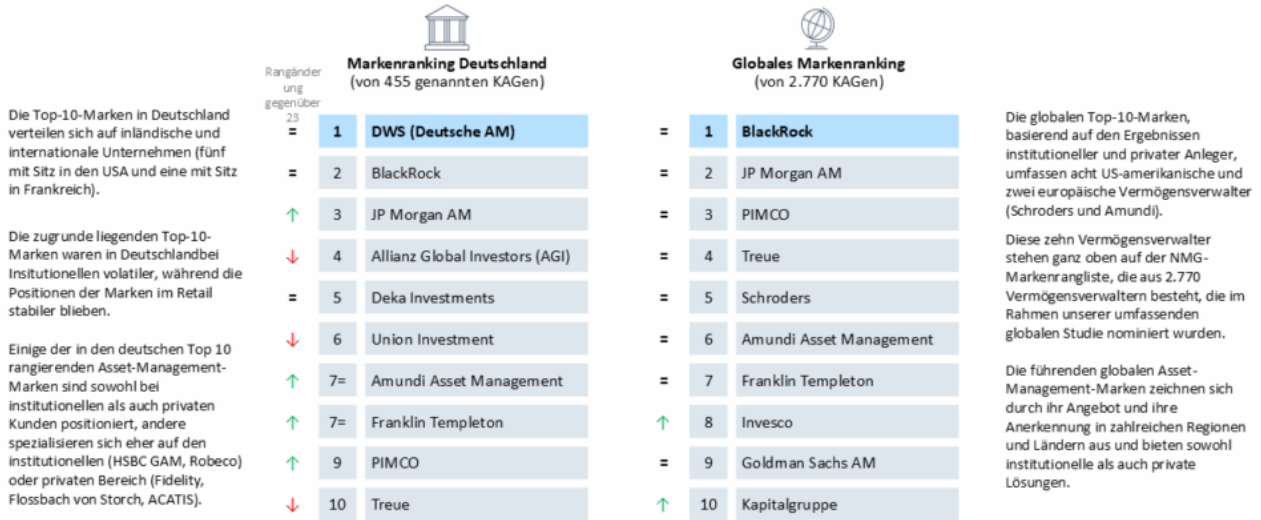 Markenranking Deutschland
(von 455 genannten KAGen)
Globales Markenranking
(von 2.770 KAGen)
Rangänder
ung
gegenüber
23
Die Top-10-Marken in Deutschland
verteilen sich auf inländische und
internationale Unternehmen (fünf
mit Sitz in den USA und eine mit Sitz
in Frankreich).
Die zugrunde liegenden Top-10-
Marken waren in Deutschlandbei
Insitutionellen volatiler, während die
Positionen der Marken im Retail
stabiler blieben.
Einige der in den deutschen Top 10
rangierenden Asset-Management-
Marken sind sowohl bei
institutionellen als auch privaten
Kunden positioniert, andere
spezialisieren sich eher auf den
institutionellen (HSBC GAM, Robeco)
oder privaten Bereich (Fidelity,
Flossbach von Storch, ACATIS).
= 1 DWS (Deutsche AM)
= 2 BlackRock
↑ 3 JP Morgan AM
↓ 4 Allianz Global Investors (AGI)
= 5 Deka Investments
↓ 6 Union Investment
↑ 7= Amundi Asset Management
↑ 7= Franklin Templeton
↑ 9 PIMCO
↓ 10 Treue
= 1 BlackRock
= 2 JP Morgan AM
= 3 PIMCO
= 4 Treue
= 5 Schroders
= 6 Amundi Asset Management
= 7 Franklin Templeton
↑ 8 Invesco
= 9 Goldman Sachs AM
↑ 10 Kapitalgruppe
Die globalen Top-10-Marken,
basierend auf den Ergebnissen
institutioneller und privater Anleger,
umfassen acht US-amerikanische und
zwei europäische Vermögensverwalter
(Schroders und Amundi).
Diese zehn Vermögensverwalter
stehen ganz oben auf der NMG-
Markenrangliste, die aus 2.770
Vermögensverwaltern besteht, die im
Rahmen unserer umfassenden
globalen Studie nominiert wurden.
Die führenden globalen Asset-
Management-Marken zeichnen sich
durch ihr Angebot und ihre
Anerkennung in zahlreichen Regionen
und Ländern aus und bieten sowohl
institutionelle als auch private
Lösungen.